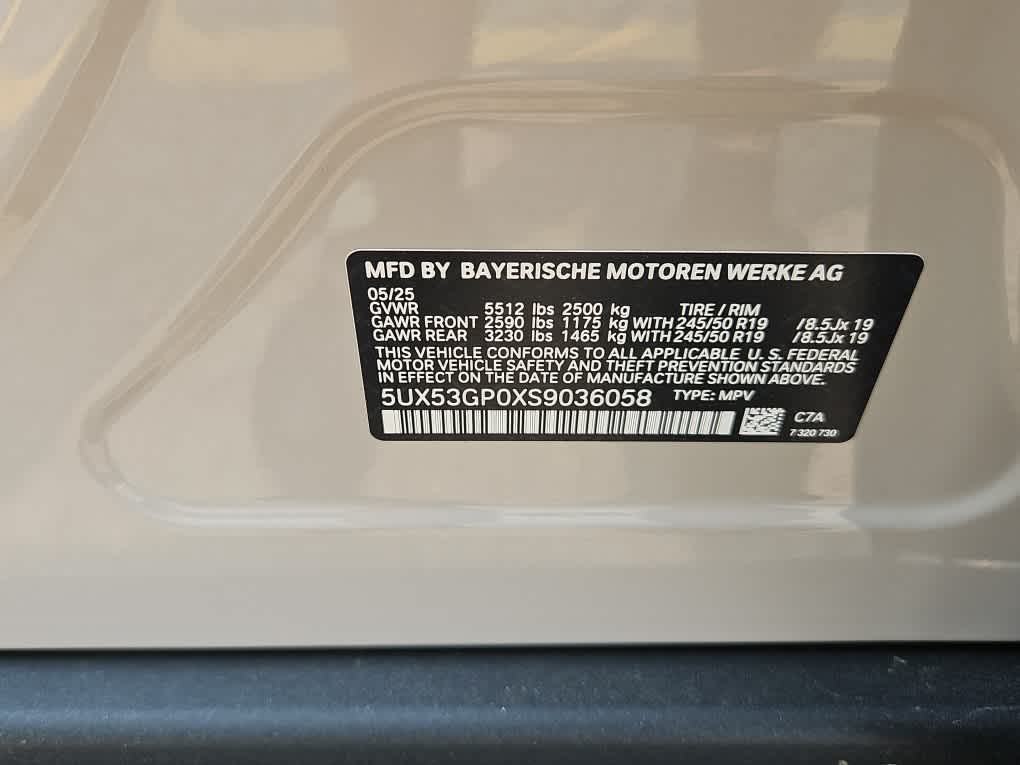 MFD BY BAYERISCHE MOTOREN WERKE AG
05/25
GVWR 5512 lbs 2500 kg TIRE / RIM
GAWR FRONT 2590 lbs 1175 kg WITH 245/50 R19 /8.5Jx 19
GAWR REAR 3230 lbs 1465 kg WITH 245/50 R19 /8.5Jx 19
THIS VEHICLE CONFORMS TO ALL APPLICABLE U. S. FEDERAL
MOTOR VEHICLE SAFETY AND THEFT PREVENTION STANDARDS
IN EFFECT ON THE DATE OF MANUFACTURE SHOWN ABOVE.
5UX53GP0XS9036058 TYPE: MPV
C7A
7 320 730